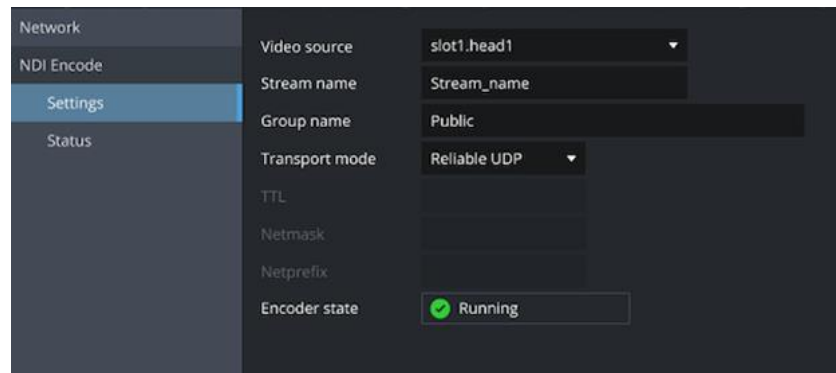 Network
NDI Encode
Settings
Status
Video source slot1.head1
Stream name Stream_name
Group name Public
Transport mode Reliable UDP
TTL
Netmask
Netprefix
Encoder state Running